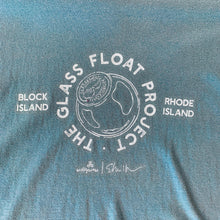 THE GLASS FLOAT PROJECT
BLOCK
ISLAND
RHODE
ISLAND